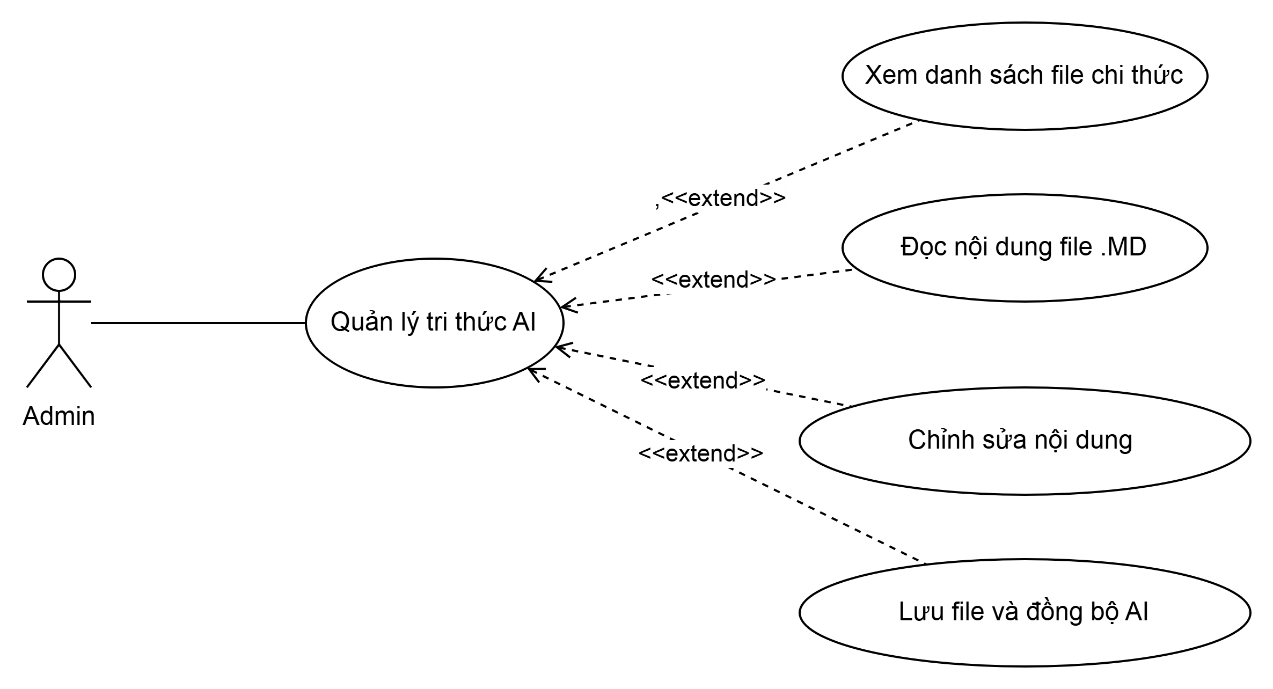 Xem danh sách file chi thức
,<<extend>>
Đọc nội dung file .MD
<<extend>>
Quản lý tri thức AI
<<extend>>
Admin
Chỉnh sửa nội dung
<<extend>>
Lưu file và đồng bộ AI